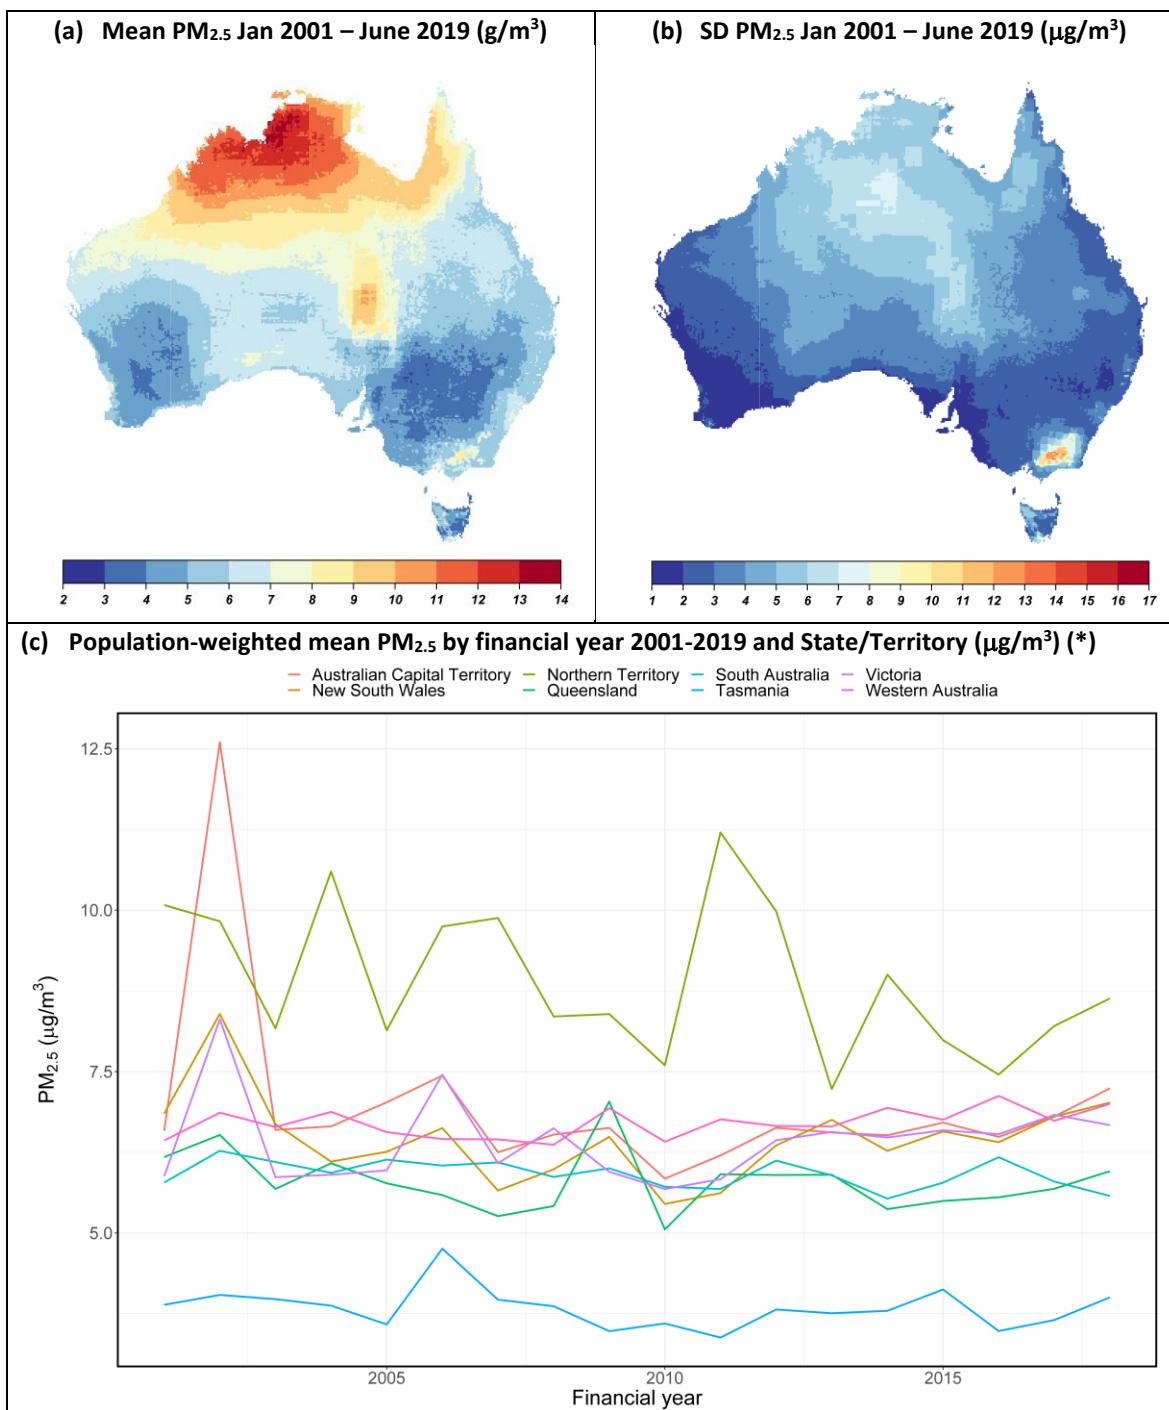 (a) Mean PM2.5 Jan 2001 – June 2019 (g/m³)
(b) SD PM2.5 Jan 2001 – June 2019 (µg/m³)
2 3 4 5 6 7 8 9 10 11 12 13 14
1 2 3 4 5 6 7 8 9 10 11 12 13 14 15 16 17
(c) Population-weighted mean PM2.5 by financial year 2001-2019 and State/Territory (µg/m³) (*)
Australian Capital Territory Northern Territory South Australia Victoria
New South Wales Queensland Tasmania Western Australia
12.5
10.0
7.5
5.0
PM2.5 (µg/m³)
2005 2010 2015
Financial year